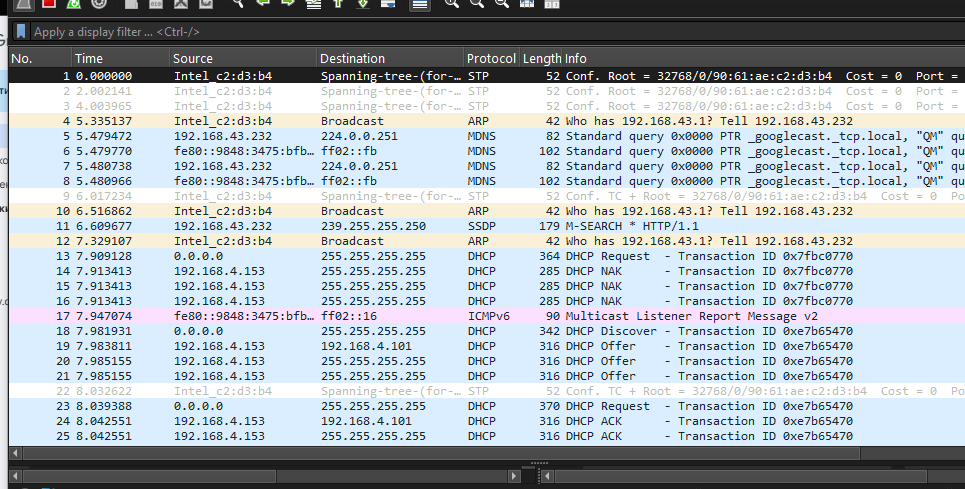 Apply a display filter ... <Ctrl-/>
No. Time Source Destination Protocol Length Info
1 0.000000 Intel_c2:d3:b4 Spanning-tree-(for-… STP 52 Conf. Root = 32768/0/90:61:ae:c2:d3:b4 Cost = 0 Port =
2 2.002141 Intel_c2:d3:b4 Spanning-tree-(for-… STP 52 Conf. Root = 32768/0/90:61:ae:c2:d3:b4 Cost = 0 Port =
3 4.003965 Intel_c2:d3:b4 Spanning-tree-(for-… STP 52 Conf. Root = 32768/0/90:61:ae:c2:d3:b4 Cost = 0 Port =
4 5.335137 Intel_c2:d3:b4 Broadcast ARP 42 Who has 192.168.43.1? Tell 192.168.43.232
5 5.479472 192.168.43.232 224.0.0.251 MDNS 82 Standard query 0x0000 PTR _googlecast._tcp.local, "QM" qu
6 5.479770 fe80::9848:3475:bfb… ff02::fb MDNS 102 Standard query 0x0000 PTR _googlecast._tcp.local, "QM" qu
7 5.480738 192.168.43.232 224.0.0.251 MDNS 82 Standard query 0x0000 PTR _googlecast._tcp.local, "QM" qu
8 5.480966 fe80::9848:3475:bfb… ff02::fb MDNS 102 Standard query 0x0000 PTR _googlecast._tcp.local, "QM" qu
9 6.017234 Intel_c2:d3:b4 Spanning-tree-(for-… STP 52 Conf. TC + Root = 32768/0/90:61:ae:c2:d3:b4 Cost = 0 Po
10 6.516862 Intel_c2:d3:b4 Broadcast ARP 42 Who has 192.168.43.1? Tell 192.168.43.232
11 6.609677 192.168.43.232 239.255.255.250 SSDP 179 M-SEARCH * HTTP/1.1
12 7.329107 Intel_c2:d3:b4 Broadcast ARP 42 Who has 192.168.43.1? Tell 192.168.43.232
13 7.909128 0.0.0.0 255.255.255.255 DHCP 364 DHCP Request - Transaction ID 0x7fbc0770
14 7.913413 192.168.4.153 255.255.255.255 DHCP 285 DHCP NAK - Transaction ID 0x7fbc0770
15 7.913413 192.168.4.153 255.255.255.255 DHCP 285 DHCP NAK - Transaction ID 0x7fbc0770
16 7.913413 192.168.4.153 255.255.255.255 DHCP 285 DHCP NAK - Transaction ID 0x7fbc0770
17 7.947074 fe80::9848:3475:bfb… ff02::16 ICMPv6 90 Multicast Listener Report Message v2
18 7.981931 0.0.0.0 255.255.255.255 DHCP 342 DHCP Discover - Transaction ID 0xe7b65470
19 7.983811 192.168.4.153 192.168.4.101 DHCP 316 DHCP Offer - Transaction ID 0xe7b65470
20 7.985155 192.168.4.153 255.255.255.255 DHCP 316 DHCP Offer - Transaction ID 0xe7b65470
21 7.985155 192.168.4.153 255.255.255.255 DHCP 316 DHCP Offer - Transaction ID 0xe7b65470
22 8.032622 Intel_c2:d3:b4 Spanning-tree-(for-… STP 52 Conf. TC + Root = 32768/0/90:61:ae:c2:d3:b4 Cost = 0 Po
23 8.039388 0.0.0.0 255.255.255.255 DHCP 370 DHCP Request - Transaction ID 0xe7b65470
24 8.042551 192.168.4.153 192.168.4.101 DHCP 316 DHCP ACK - Transaction ID 0xe7b65470
25 8.042551 192.168.4.153 255.255.255.255 DHCP 316 DHCP ACK - Transaction ID 0xe7b65470